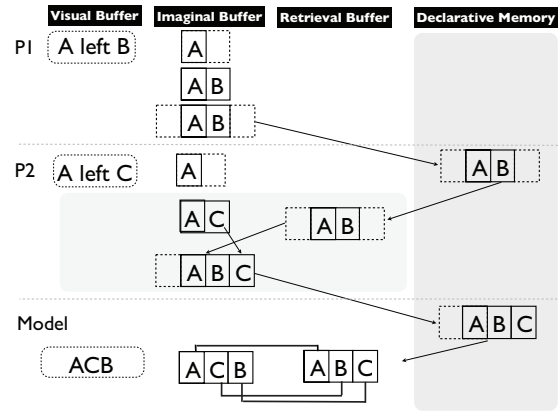 Visual Buffer Imaginal Buffer Retrieval Buffer Declarative Memory
P1 A left B A
A B
A B
P2 A left C A A B
A C A B
A B C
A B C
Model
ACB A C B A B C